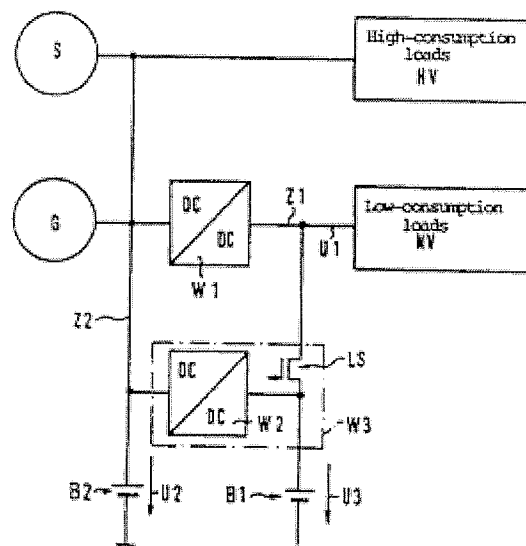 S
High-consumption
loads
HV
G
DC
DC
W1
Z1
U1
Low-consumption
loads
NV
Z2
DC
DC
W2
LS
W3
B2
U2
B1
U3